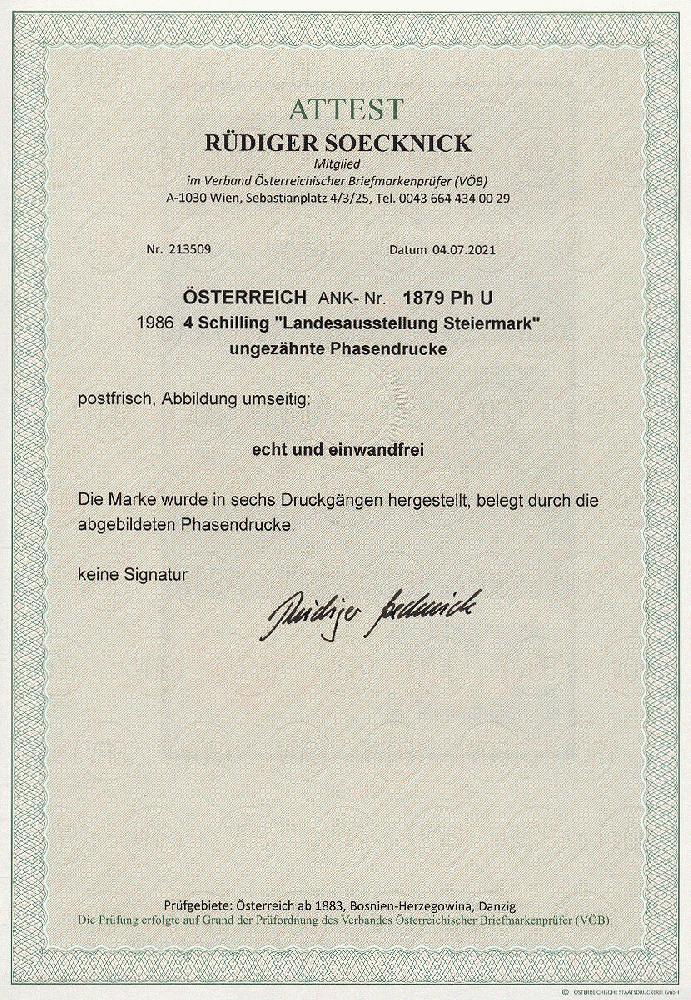 ATTEST
RÜDIGER SOECKNICK
Mitglied
im Verband Österreichischer Briefmarkenprüfer (VÖB)
A-1030 Wien, Sebastianplatz 4/3/25, Tel. 0043 664 434 00 29
Nr. 213509 Datum 04.07.2021
ÖSTERREICH ANK- Nr. 1879 Ph U
1986 4 Schilling "Landesausstellung Steiermark"
ungezähnte Phasendrucke
postfrisch, Abbildung umseitig:
echt und einwandfrei
Die Marke wurde in sechs Druckgängen hergestellt, belegt durch die
abgebildeten Phasendrucke.
keine Signatur
Rüdiger Soecknick
Prüfgebiete: Österreich ab 1883, Bosnien-Herzegowina, Danzig
Die Prüfung erfolgte auf Grund der Prüfordnung des Verbandes Österreichischer Briefmarkenprüfer (VÖB)
© ÖSTERREICHISCHE STAATSDRUCKEREI GmbH